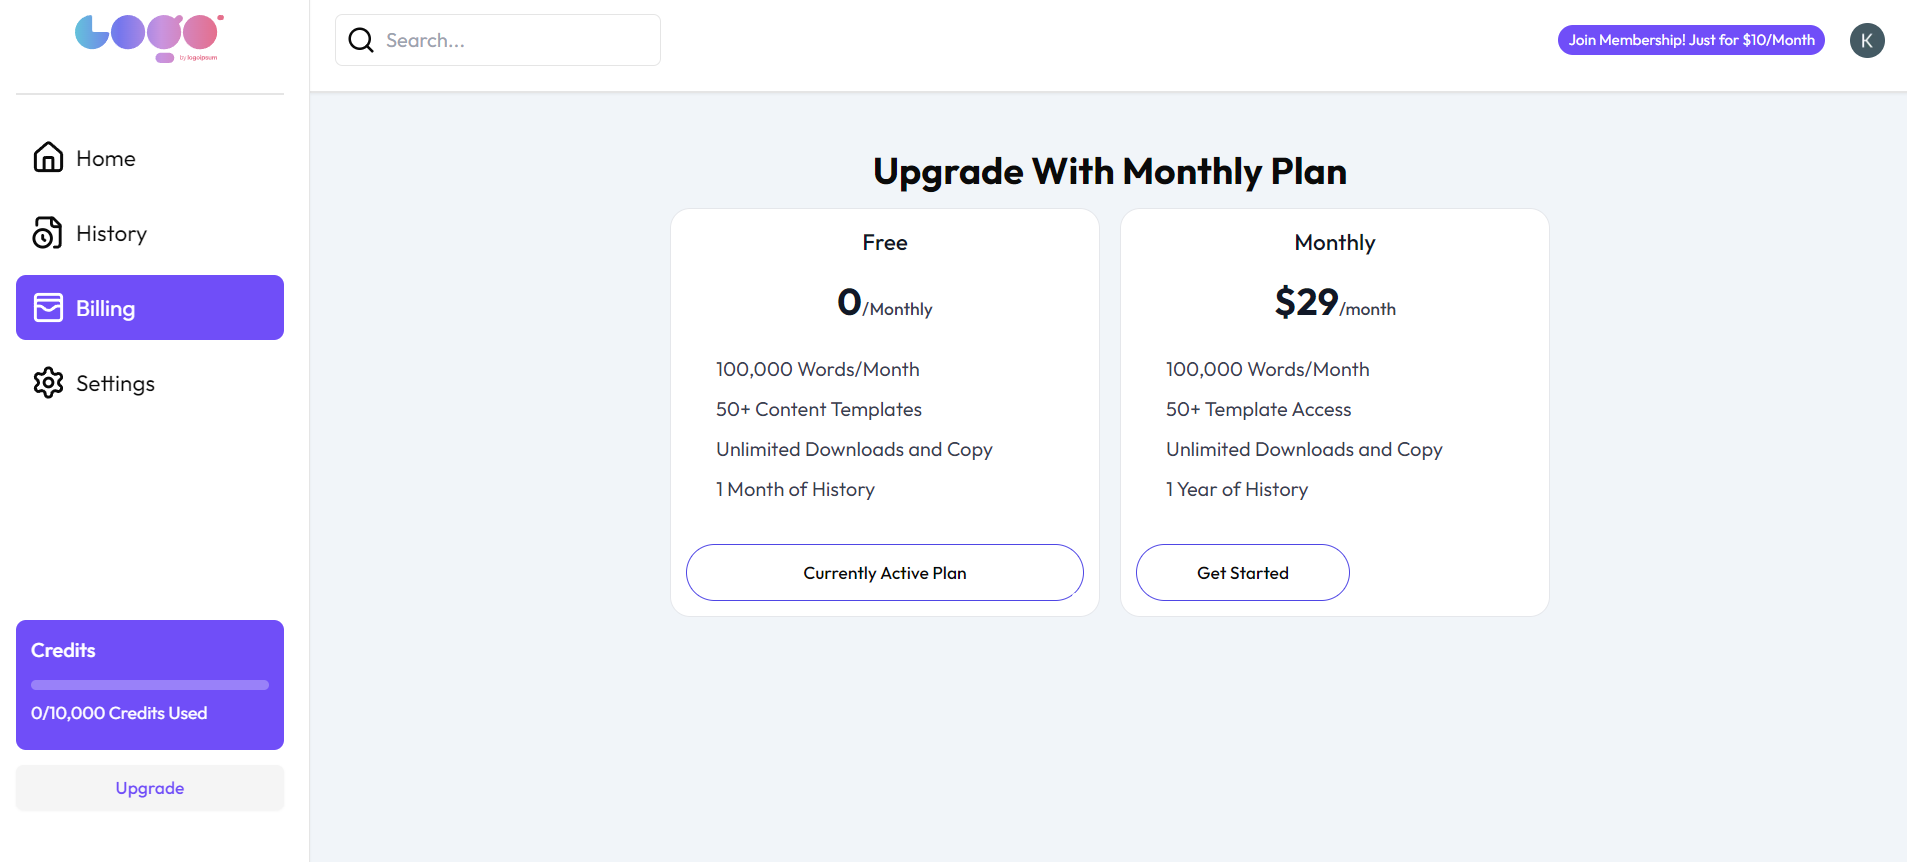 Logo
by logoipsum
Search...
Join Membership! Just for $10/Month
K
Home
History
Billing
Settings
Credits
0/10,000 Credits Used
Upgrade
Upgrade With Monthly Plan
Free
0/Monthly
100,000 Words/Month
50+ Content Templates
Unlimited Downloads and Copy
1 Month of History
Currently Active Plan
Monthly
$29/month
100,000 Words/Month
50+ Template Access
Unlimited Downloads and Copy
1 Year of History
Get Started